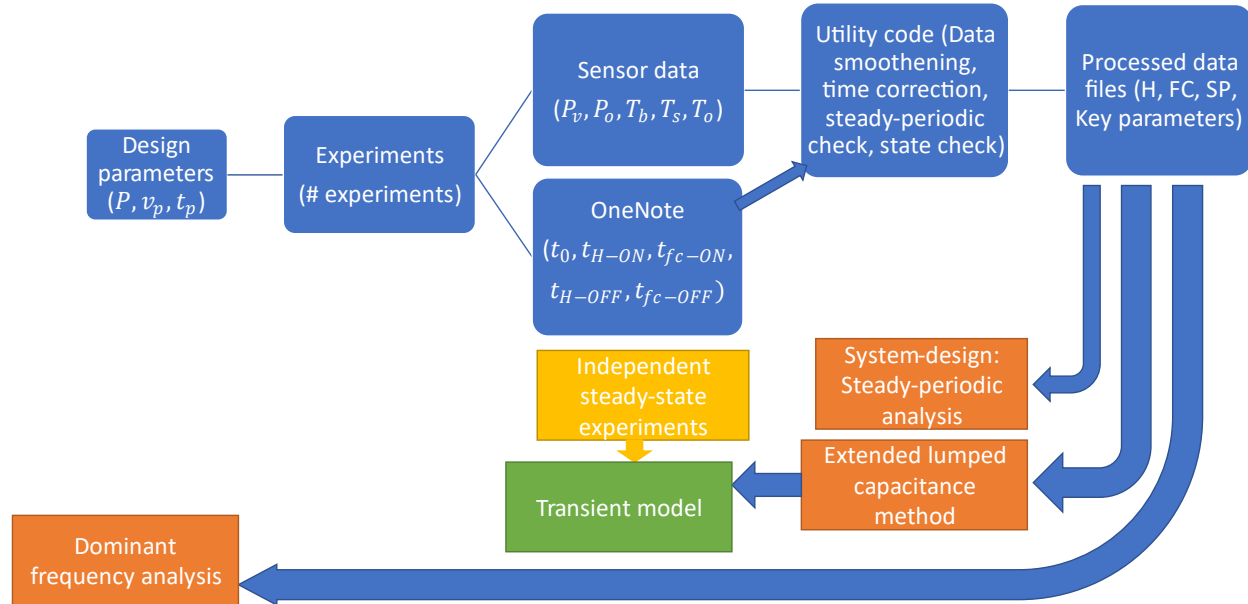 Design
parameters
(P, v_p, t_p)
Experiments
(# experiments)
Sensor data
(P_v, P_o, T_b, T_s, T_o)
OneNote
(t_0, t_{H-ON}, t_{fc-ON},
t_{H-OFF}, t_{fc-OFF})
Utility code (Data
smoothening,
time correction,
steady-periodic
check, state check)
Processed data
files (H, FC, SP,
Key parameters)
System-design:
Steady-periodic
analysis
Independent
steady-state
experiments
Extended lumped
capacitance
method
Transient model
Dominant
frequency analysis